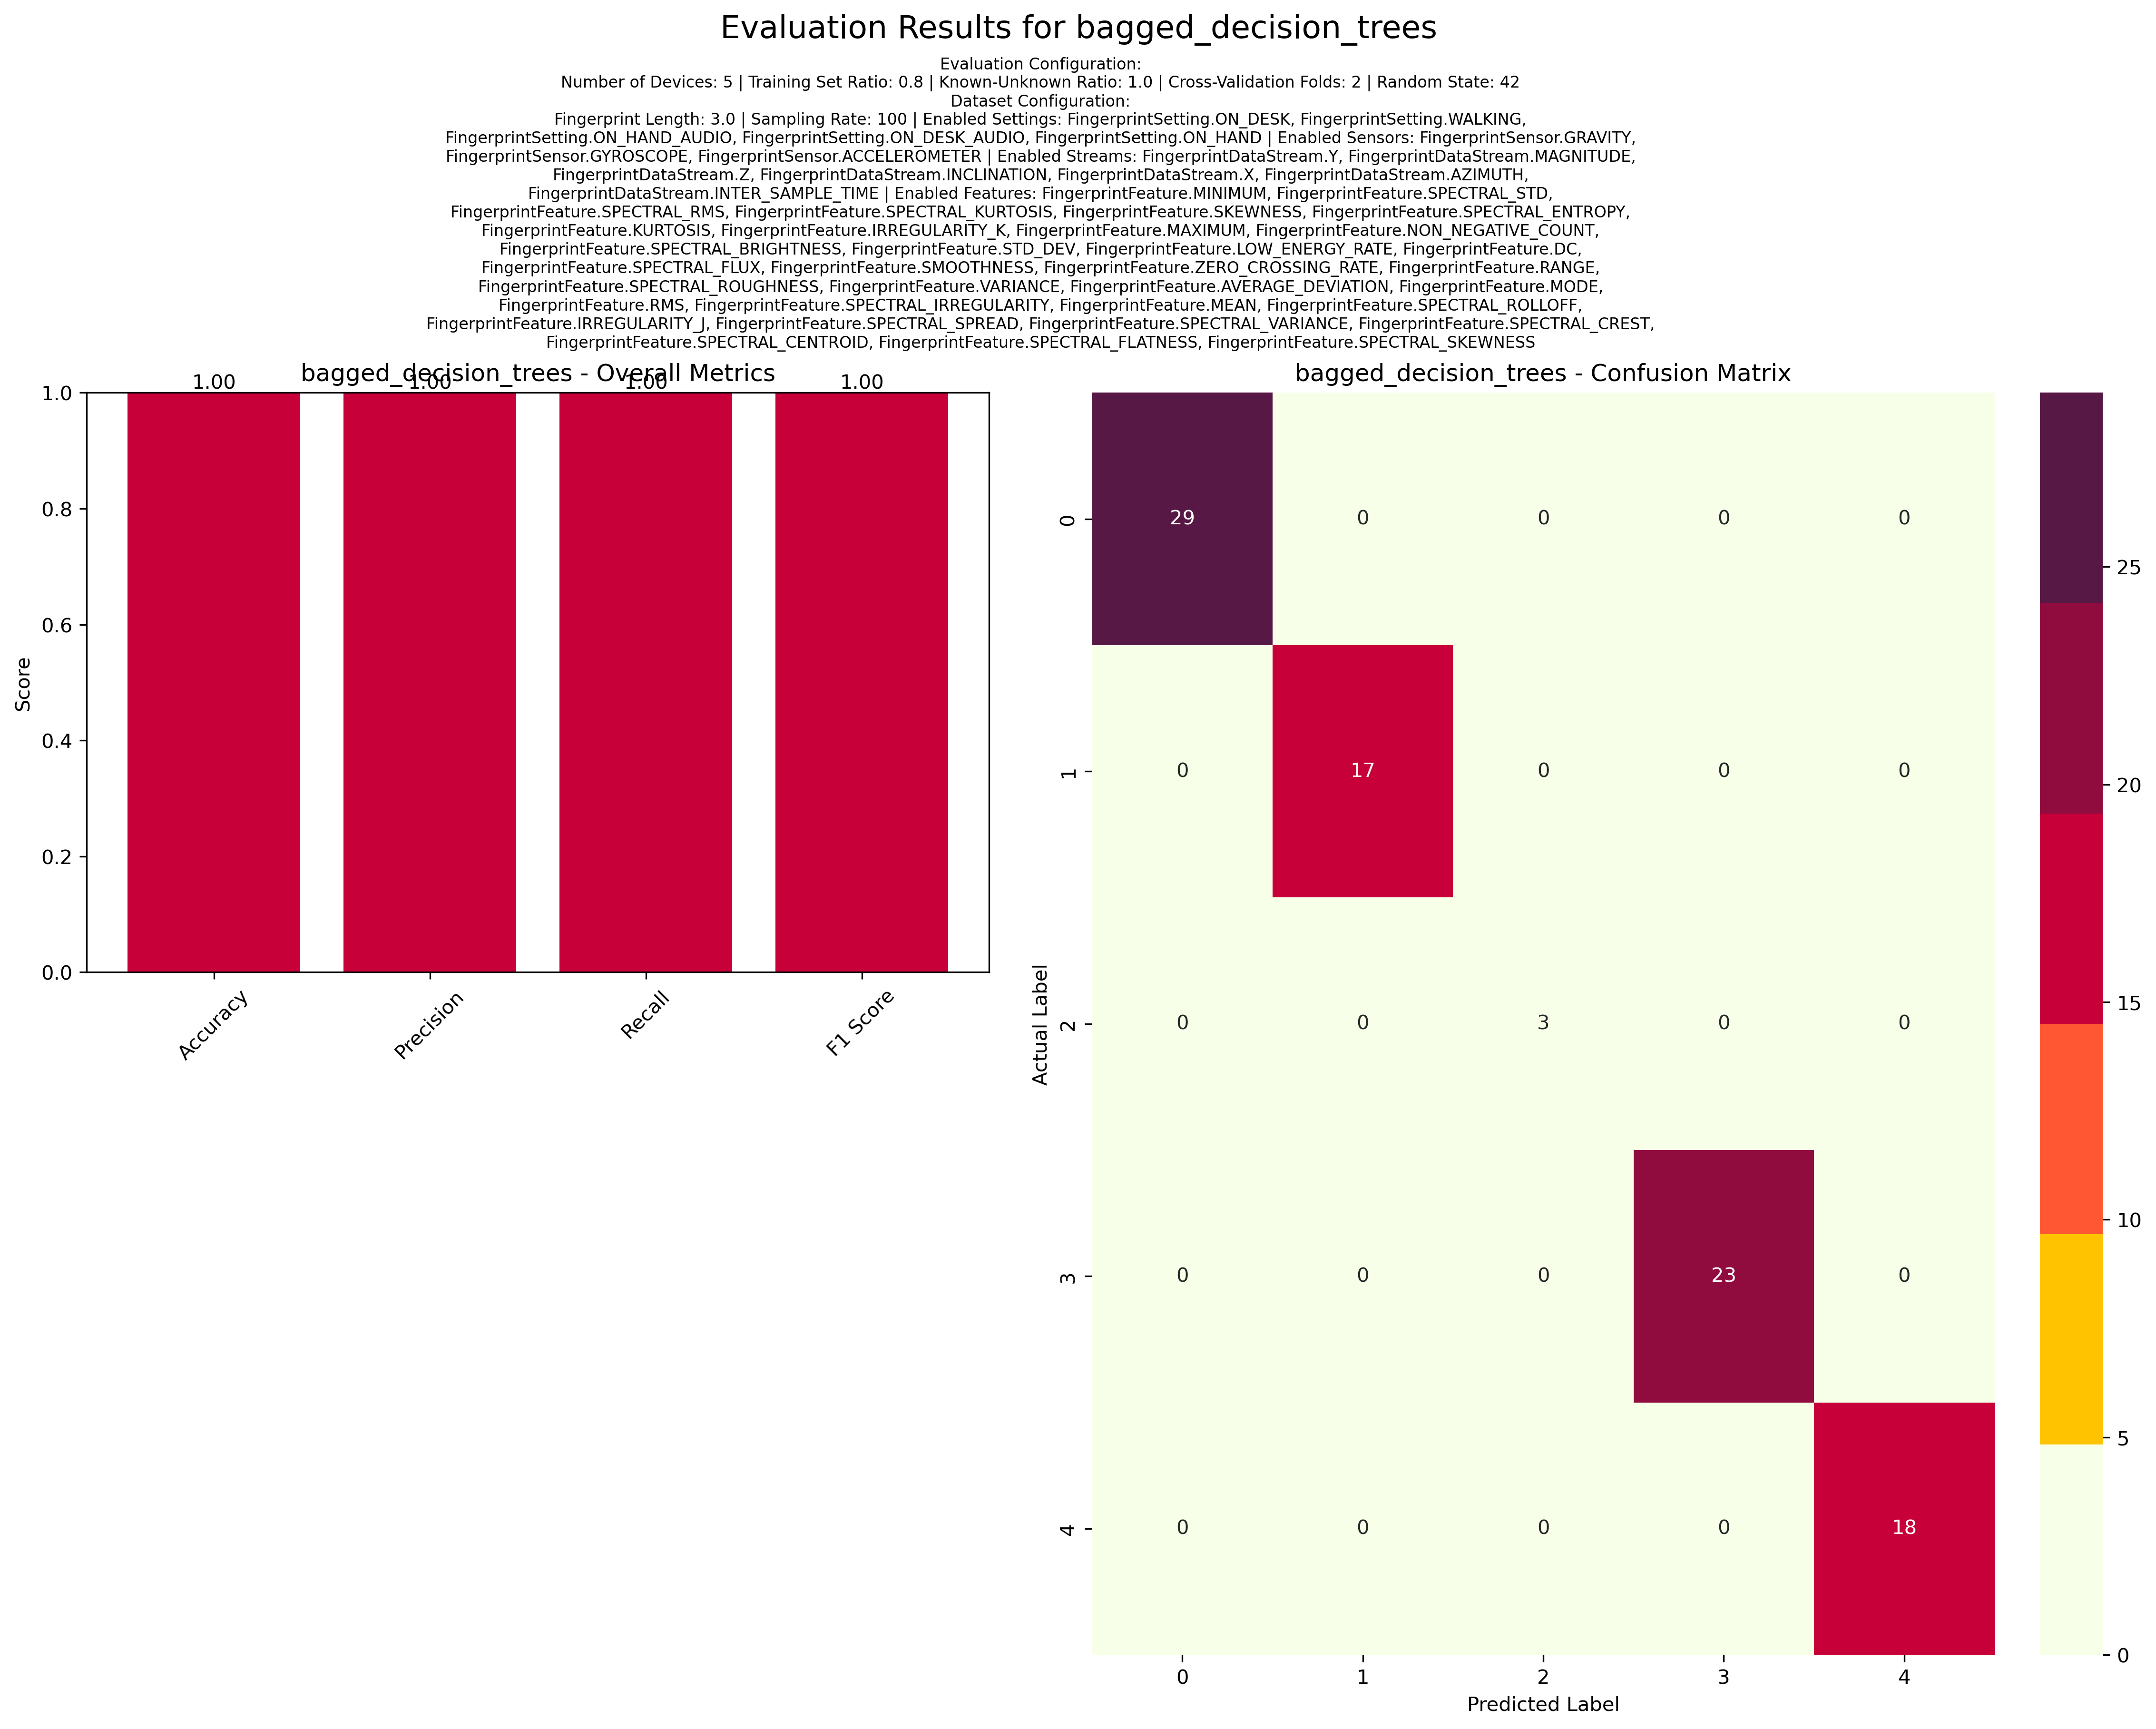 Evaluation Results for bagged_decision_trees
Evaluation Configuration:
Number of Devices: 5 | Training Set Ratio: 0.8 | Known-Unknown Ratio: 1.0 | Cross-Validation Folds: 2 | Random State: 42
Dataset Configuration:
Fingerprint Length: 3.0 | Sampling Rate: 100 | Enabled Settings: FingerprintSetting.ON_DESK, FingerprintSetting.WALKING,
FingerprintSetting.ON_HAND_AUDIO, FingerprintSetting.ON_DESK_AUDIO, FingerprintSetting.ON_HAND | Enabled Sensors: FingerprintSensor.GRAVITY,
FingerprintSensor.GYROSCOPE, FingerprintSensor.ACCELEROMETER | Enabled Streams: FingerprintDataStream.Y, FingerprintDataStream.MAGNITUDE,
FingerprintDataStream.Z, FingerprintDataStream.INCLINATION, FingerprintDataStream.X, FingerprintDataStream.AZIMUTH,
FingerprintDataStream.INTER_SAMPLE_TIME | Enabled Features: FingerprintFeature.MINIMUM, FingerprintFeature.SPECTRAL_STD,
FingerprintFeature.SPECTRAL_RMS, FingerprintFeature.SPECTRAL_KURTOSIS, FingerprintFeature.SKEWNESS, FingerprintFeature.SPECTRAL_ENTROPY,
FingerprintFeature.KURTOSIS, FingerprintFeature.IRREGULARITY_K, FingerprintFeature.MAXIMUM, FingerprintFeature.NON_NEGATIVE_COUNT,
FingerprintFeature.SPECTRAL_BRIGHTNESS, FingerprintFeature.STD_DEV, FingerprintFeature.LOW_ENERGY_RATE, FingerprintFeature.DC,
FingerprintFeature.SPECTRAL_FLUX, FingerprintFeature.SMOOTHNESS, FingerprintFeature.ZERO_CROSSING_RATE, FingerprintFeature.RANGE,
FingerprintFeature.SPECTRAL_ROUGHNESS, FingerprintFeature.VARIANCE, FingerprintFeature.AVERAGE_DEVIATION, FingerprintFeature.MODE,
FingerprintFeature.RMS, FingerprintFeature.SPECTRAL_IRREGULARITY, FingerprintFeature.MEAN, FingerprintFeature.SPECTRAL_ROLLOFF,
FingerprintFeature.IRREGULARITY_J, FingerprintFeature.SPECTRAL_SPREAD, FingerprintFeature.SPECTRAL_VARIANCE, FingerprintFeature.SPECTRAL_CREST,
FingerprintFeature.SPECTRAL_CENTROID, FingerprintFeature.SPECTRAL_FLATNESS, FingerprintFeature.SPECTRAL_SKEWNESS
bagged_decision_trees - Overall Metrics
1.00 1.00 1.00 1.00
1.0
0.8
0.6
0.4
0.2
0.0
Score
Accuracy
Precision
Recall
F1 Score
bagged_decision_trees - Confusion Matrix
Actual Label
0 29 0 0 0 0
1 0 17 0 0 0
2 0 0 3 0 0
3 0 0 0 23 0
4 0 0 0 0 18
0 1 2 3 4
Predicted Label
25
20
15
10
5
0